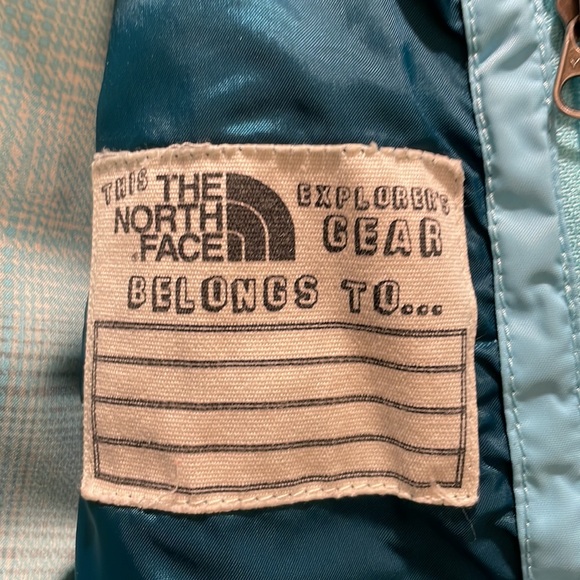 THIS THE NORTH FACE EXPLORER'S
GEAR
BELONGS TO...